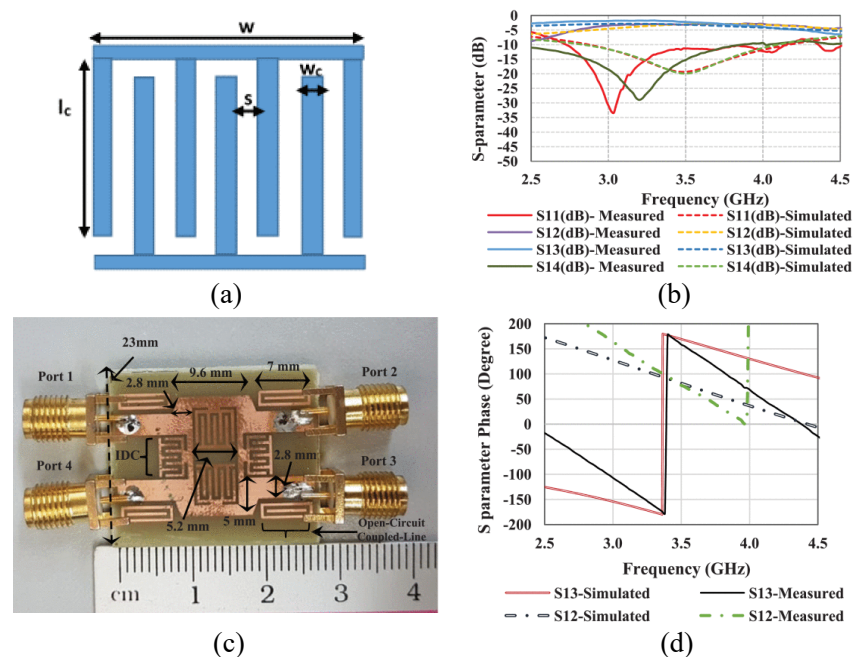 W
l_c
s
w_c
(a)
S-parameter (dB)
0
-5
-10
-15
-20
-25
-30
-35
-40
-45
-50
2.5 3.0 3.5 4.0 4.5
Frequency (GHz)
S11(dB)- Measured S11(dB)-Simulated
S12(dB)- Measured S12(dB)-Simulated
S13(dB)- Measured S13(dB)-Simulated
S14(dB)- Measured S14(dB)-Simulated
(b)
23mm
9.6 mm 7 mm
Port 1 Port 2
2.8 mm
IDC
Port 4 Port 3
2.8 mm
5.2 mm 5 mm
Open-Circuit
Coupled-Line
cm 1 2 3 4
(c)
S parameter Phase (Degree)
200
150
100
50
0
-50
-100
-150
-200
2.5 3.0 3.5 4.0 4.5
Frequency (GHz)
S13-Simulated S13-Measured
S12-Simulated S12-Measured
(d)